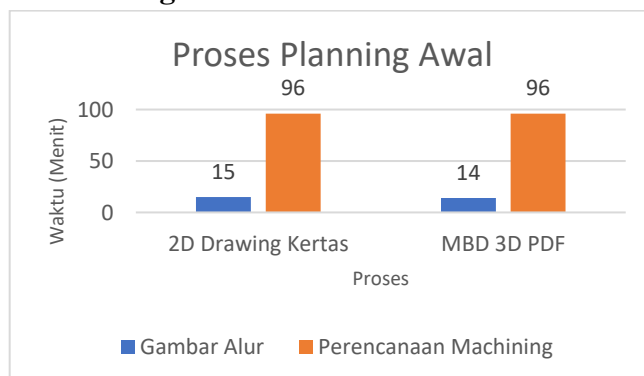 Proses Planning Awal
96
96
100
50
0
15
14
Waktu (Menit)
2D Drawing Kertas
MBD 3D PDF
Proses
Gambar Alur
Perencanaan Machining